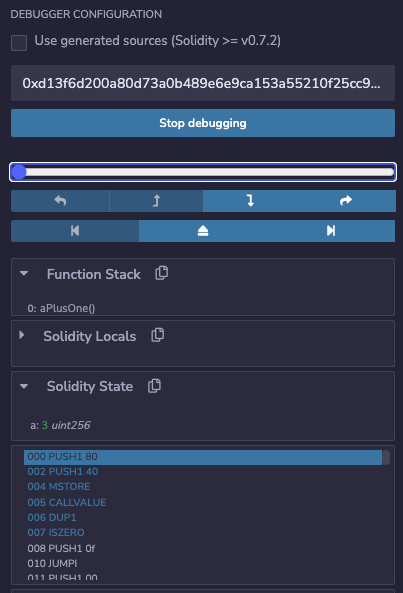 DEBUGGER CONFIGURATION
Use generated sources (Solidity >= v0.7.2)
0xd13f6d200a80d73a0b489e6e9ca153a55210f25cc9...
Stop debugging
Function Stack
0: aPlusOne()
Solidity Locals
Solidity State
a: 3 uint256
000 PUSH1 80
002 PUSH1 40
004 MSTORE
005 CALLVALUE
006 DUP1
007 ISZERO
008 PUSH1 0f
010 JUMPI
011 PUSH1 00